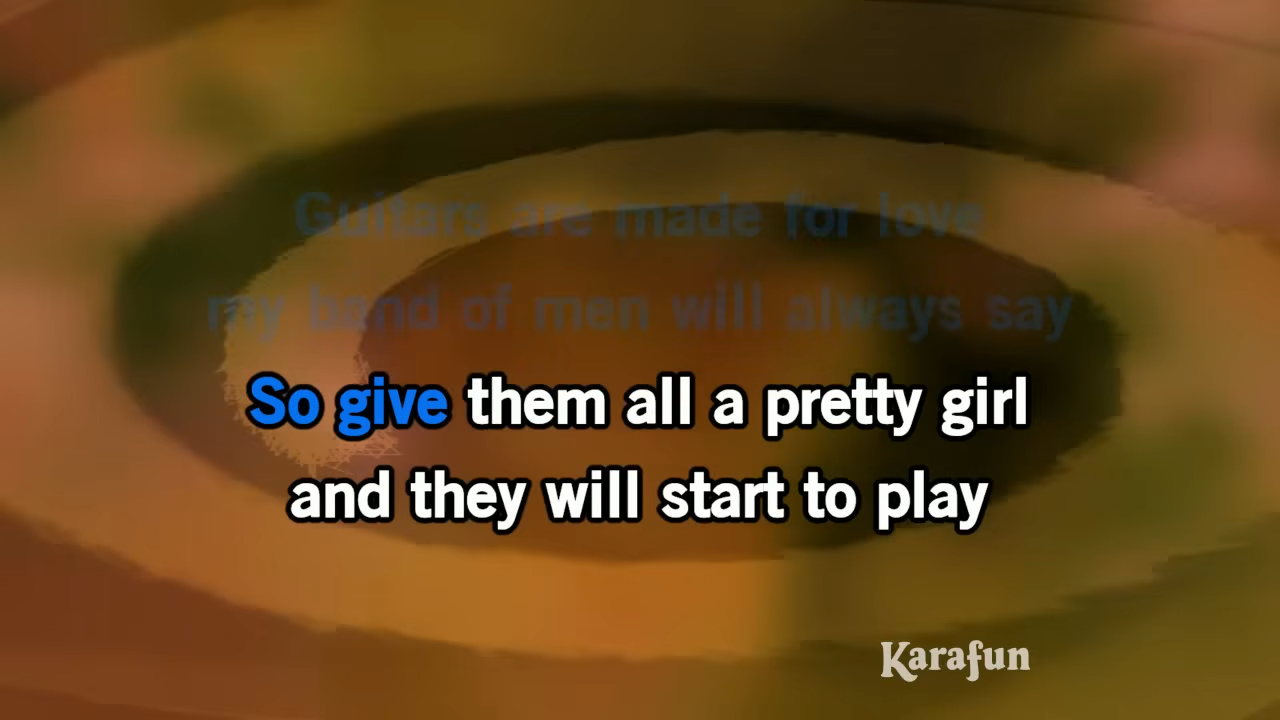 Guitars are made for love
my band of men will always say
So give them all a pretty girl
and they will start to play
Karafun